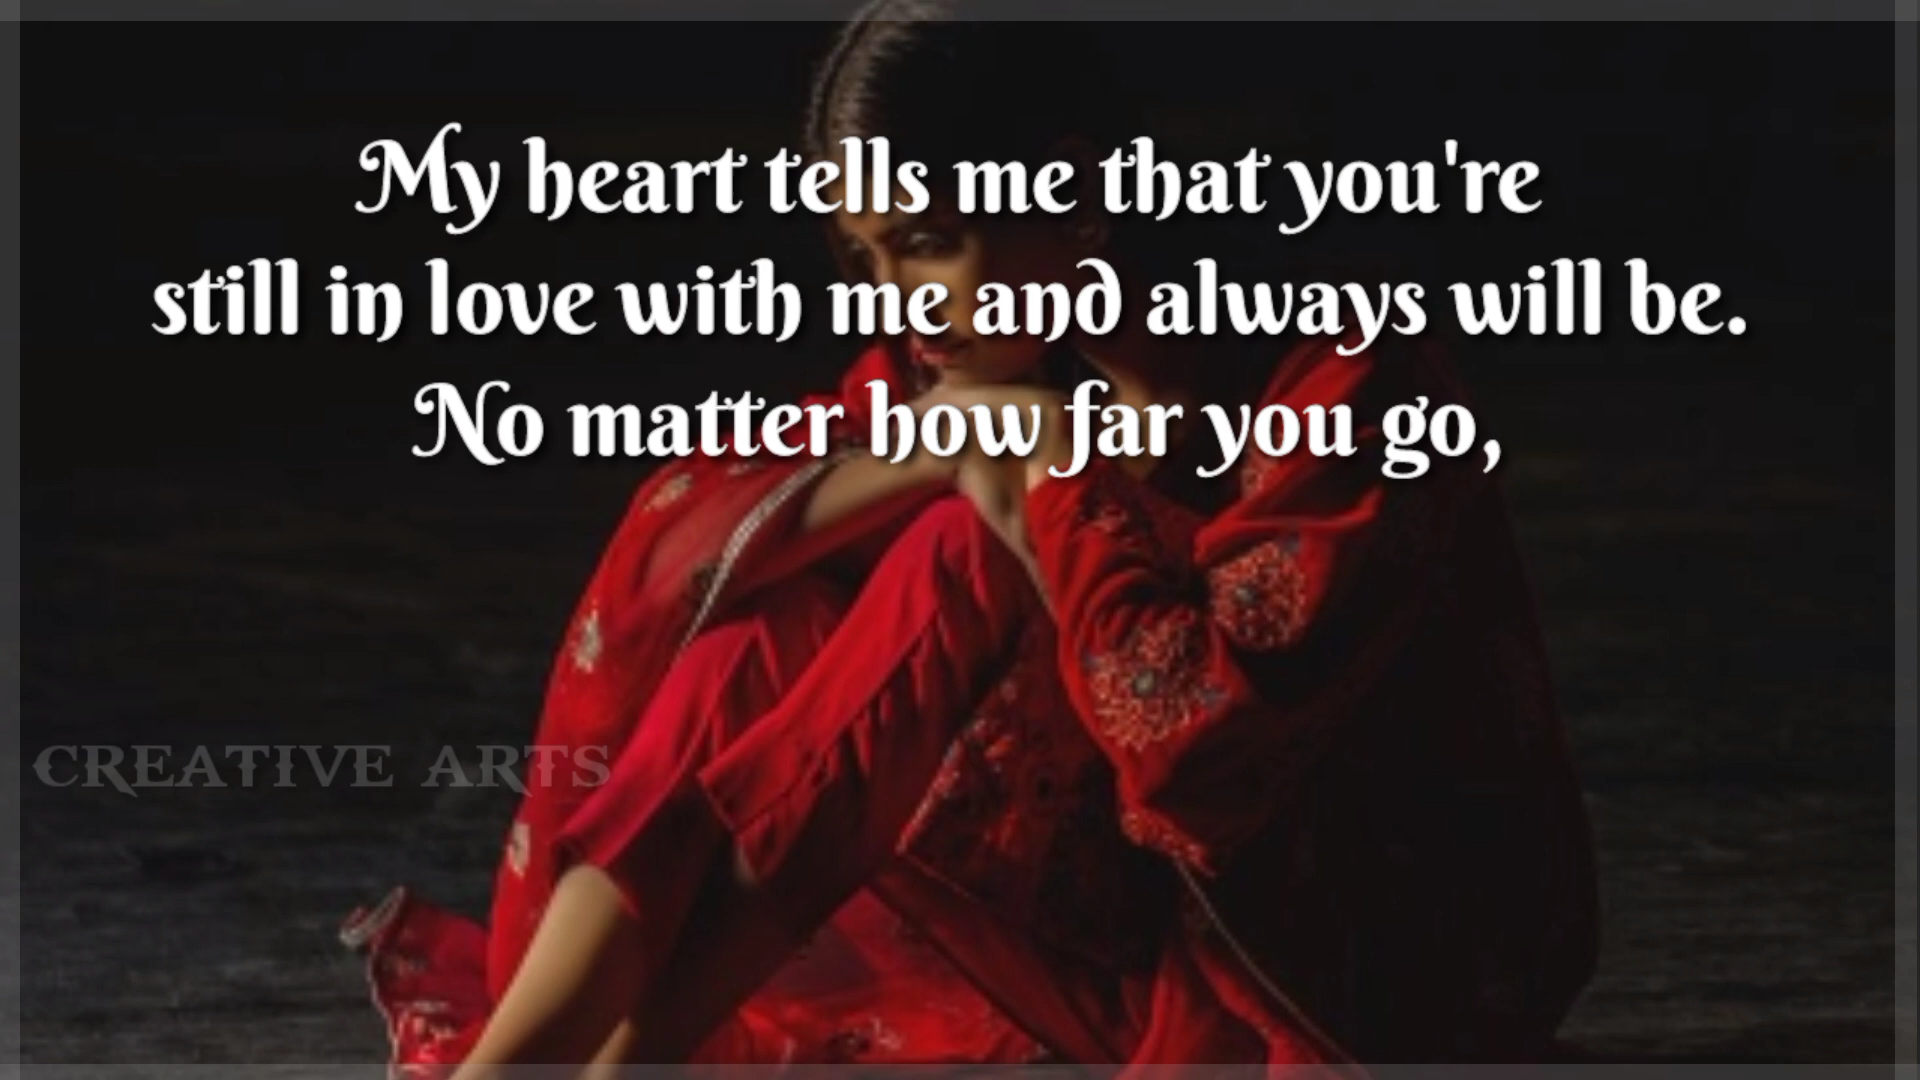 My heart tells me that you're
still in love with me and always will be.
No matter how far you go,
CREATIVE ARTS